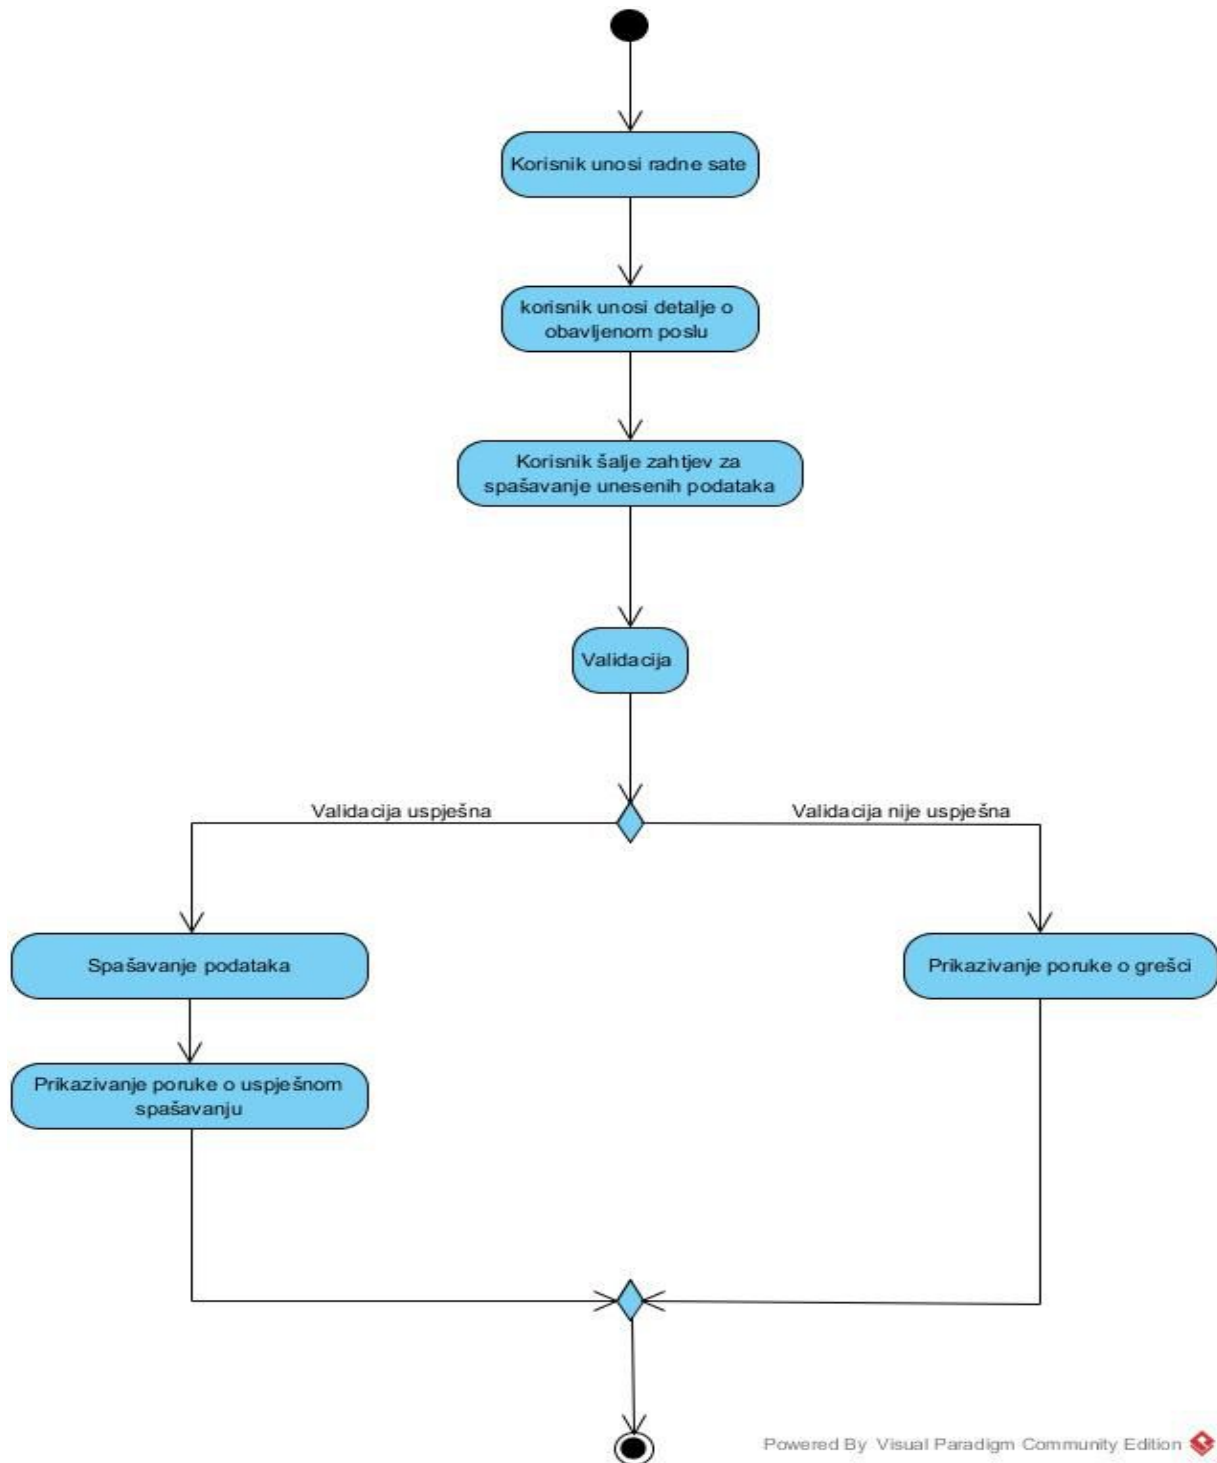 Korisnik unosi radne sate
korisnik unosi detalje o
obavljenom poslu
Korisnik šalje zahtjev za
spašavanje unesenih podataka
Validacija
Validacija uspješna
Validacija nije uspješna
Spašavanje podataka
Prikazivanje poruke o grešci
Prikazivanje poruke o uspješnom
spašavanju
Powered By Visual Paradigm Community Edition